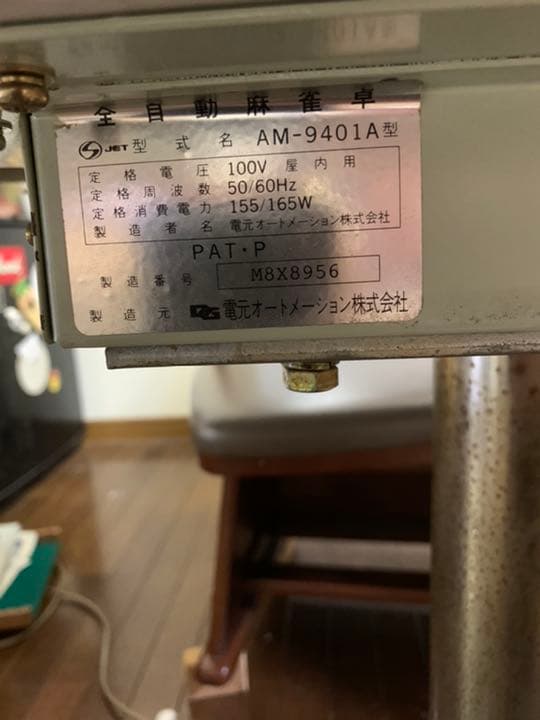 全自動麻雀卓
JET 型式名 AM-9401A型
定格電圧 100V 屋内用
定格周波数 50/60Hz
定格消費電力 155/165W
製造者名 電元オートメーション株式会社
PAT・P
製造番号 M8X8956
製造元 電元オートメーション株式会社